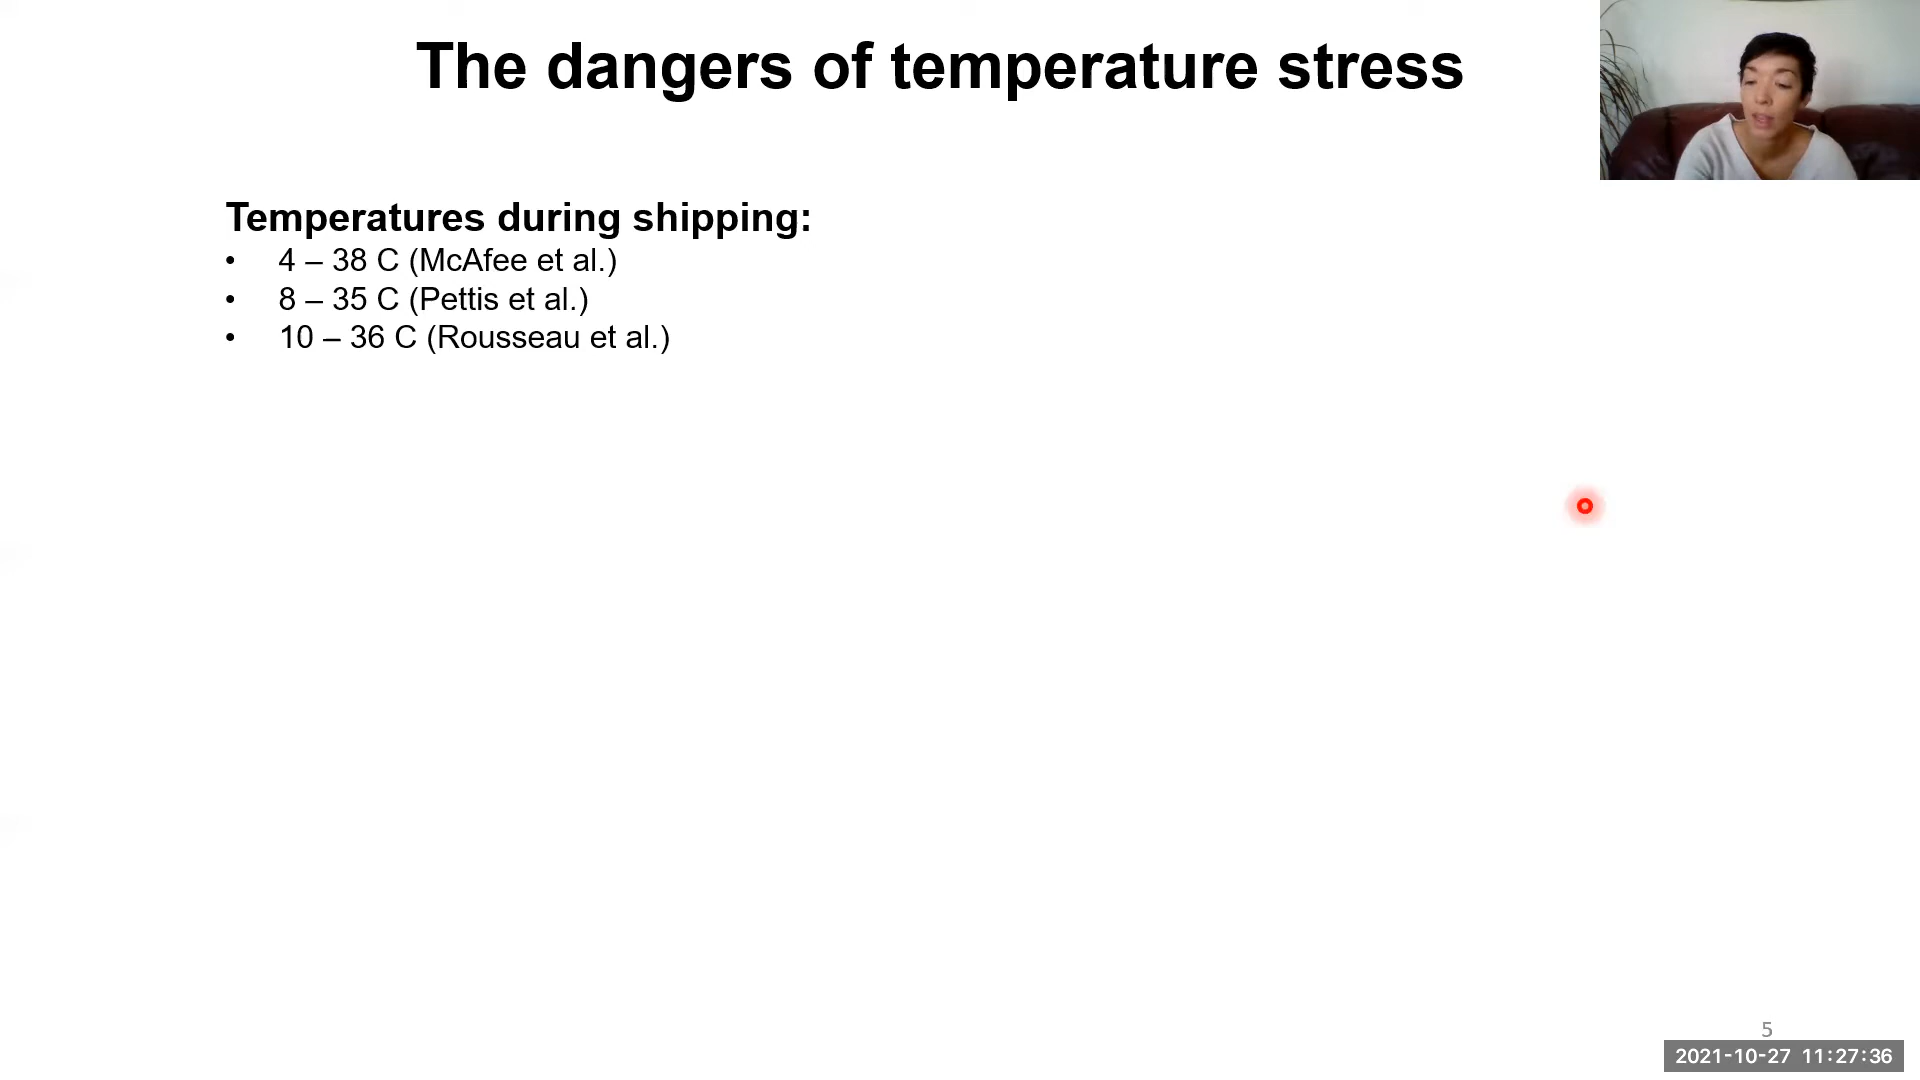 The dangers of temperature stress
Temperatures during shipping:
• 4 – 38 C (McAfee et al.)
• 8 – 35 C (Pettis et al.)
• 10 – 36 C (Rousseau et al.)
5
2021-10-27 11:27:36